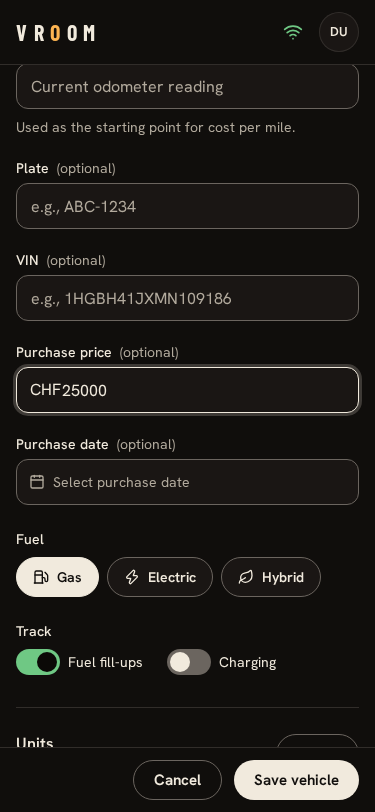 VROOM
DU
Current odometer reading
Used as the starting point for cost per mile.
Plate (optional)
e.g., ABC-1234
VIN (optional)
e.g., 1HGBH41JXMN109186
Purchase price (optional)
CHF25000
Purchase date (optional)
Select purchase date
Fuel
Gas Electric Hybrid
Track
Fuel fill-ups Charging
Units
Cancel Save vehicle